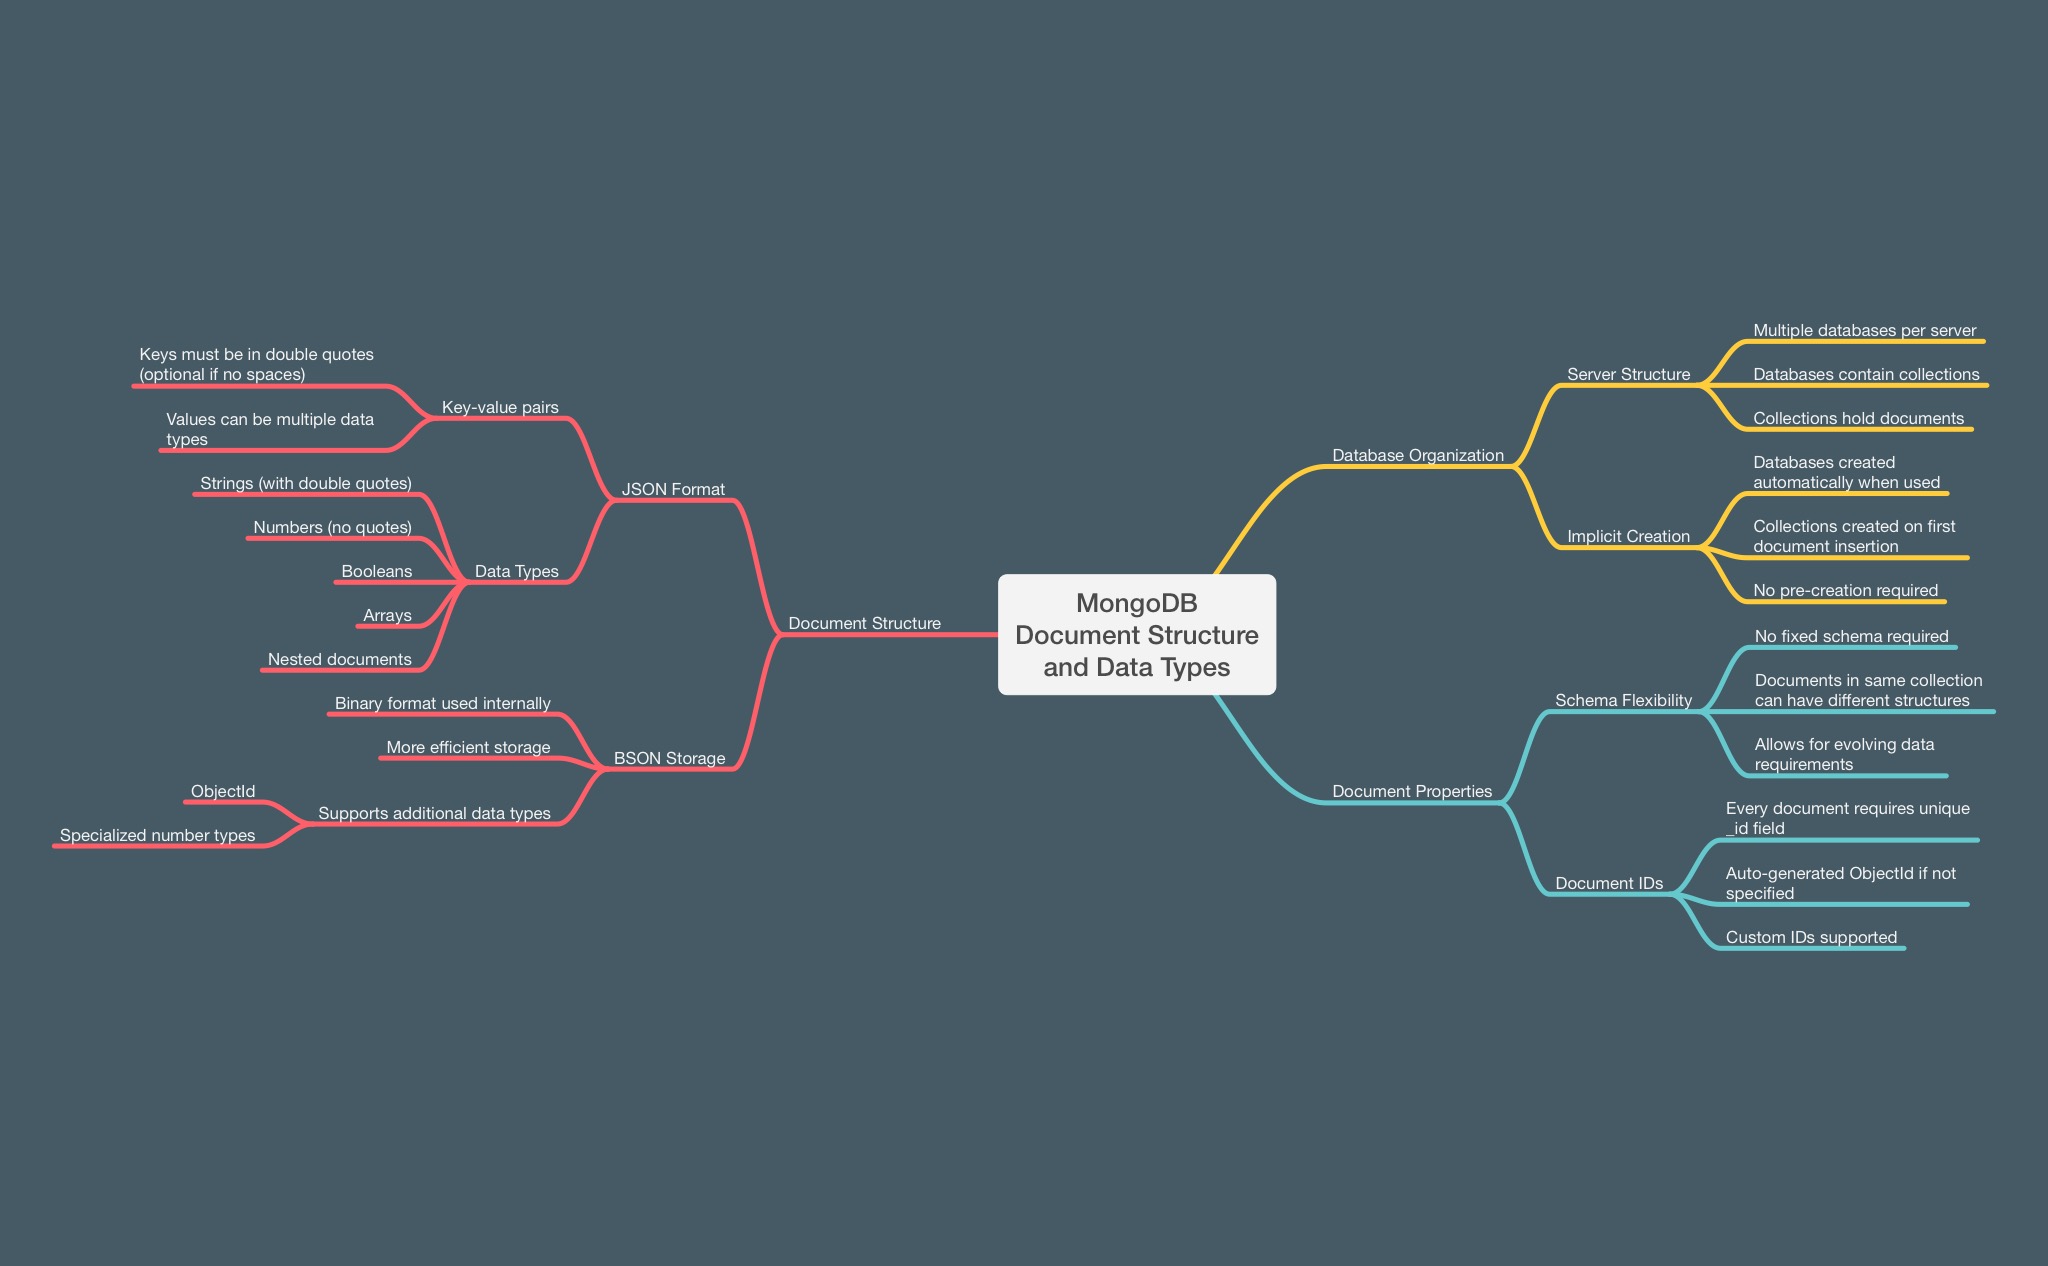 MongoDB
Document Structure
and Data Types
Database Organization
Server Structure
Multiple databases per server
Databases contain collections
Collections hold documents
Implicit Creation
Databases created
automatically when used
Collections created on first
document insertion
No pre-creation required
Document Properties
Schema Flexibility
No fixed schema required
Documents in same collection
can have different structures
Allows for evolving data
requirements
Document IDs
Every document requires unique
_id field
Auto-generated ObjectId if not
specified
Custom IDs supported
Document Structure
JSON Format
Key-value pairs
Keys must be in double quotes
(optional if no spaces)
Values can be multiple data
types
Data Types
Strings (with double quotes)
Numbers (no quotes)
Booleans
Arrays
Nested documents
BSON Storage
Binary format used internally
More efficient storage
Supports additional data types
ObjectId
Specialized number types